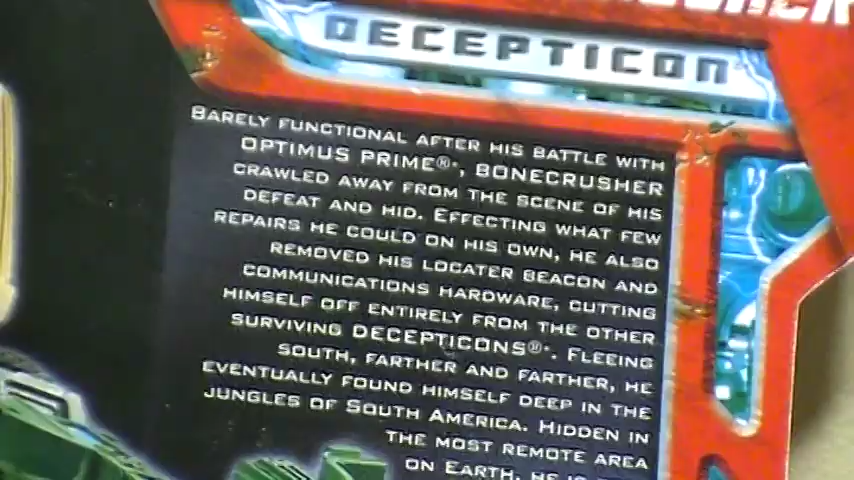 DECEPTICON
BARELY FUNCTIONAL AFTER HIS BATTLE WITH
OPTIMUS PRIME®*, BONECRUSHER
CRAWLED AWAY FROM THE SCENE OF HIS
DEFEAT AND HID. EFFECTING WHAT FEW
REPAIRS HE COULD ON HIS OWN, HE ALSO
REMOVED HIS LOCATER BEACON AND
COMMUNICATIONS HARDWARE, CUTTING
HIMSELF OFF ENTIRELY FROM THE OTHER
SURVIVING DECEPTICONS®*. FLEEING
SOUTH, FARTHER AND FARTHER, HE
EVENTUALLY FOUND HIMSELF DEEP IN THE
JUNGLES OF SOUTH AMERICA. HIDDEN IN
THE MOST REMOTE AREA
ON EARTH, HE IS